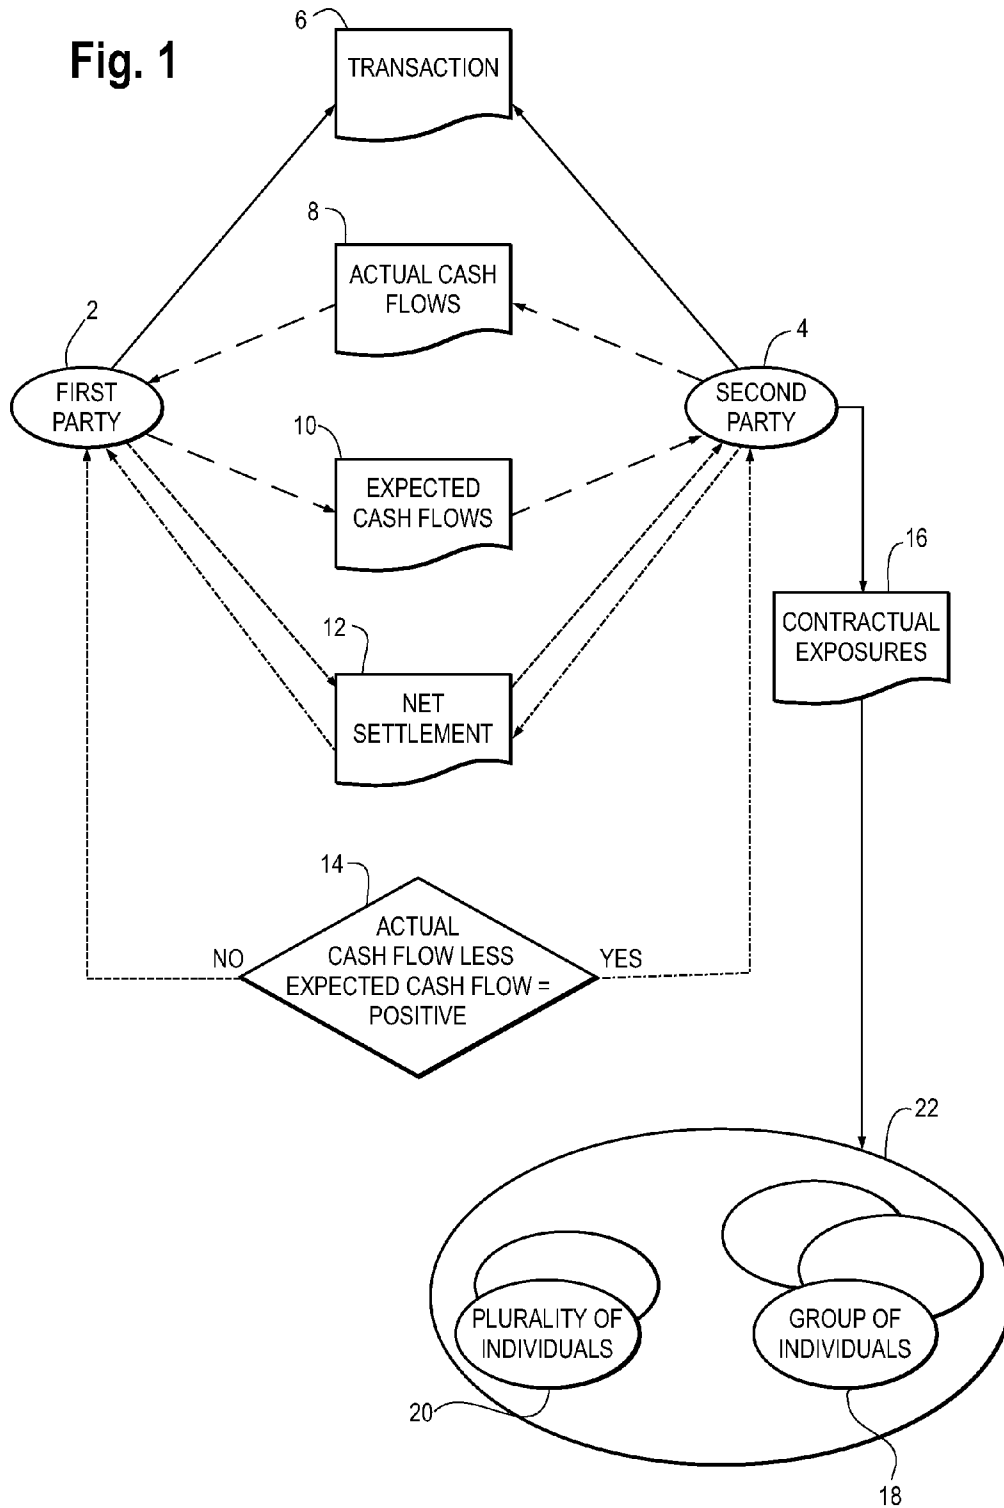 Fig. 1
6
TRANSACTION
8
ACTUAL CASH
FLOWS
2
FIRST
PARTY
4
SECOND
PARTY
10
EXPECTED
CASH FLOWS
16
CONTRACTUAL
EXPOSURES
12
NET
SETTLEMENT
14
ACTUAL
CASH FLOW LESS
EXPECTED CASH FLOW =
POSITIVE
NO
YES
22
PLURALITY OF
INDIVIDUALS
GROUP OF
INDIVIDUALS
20
18